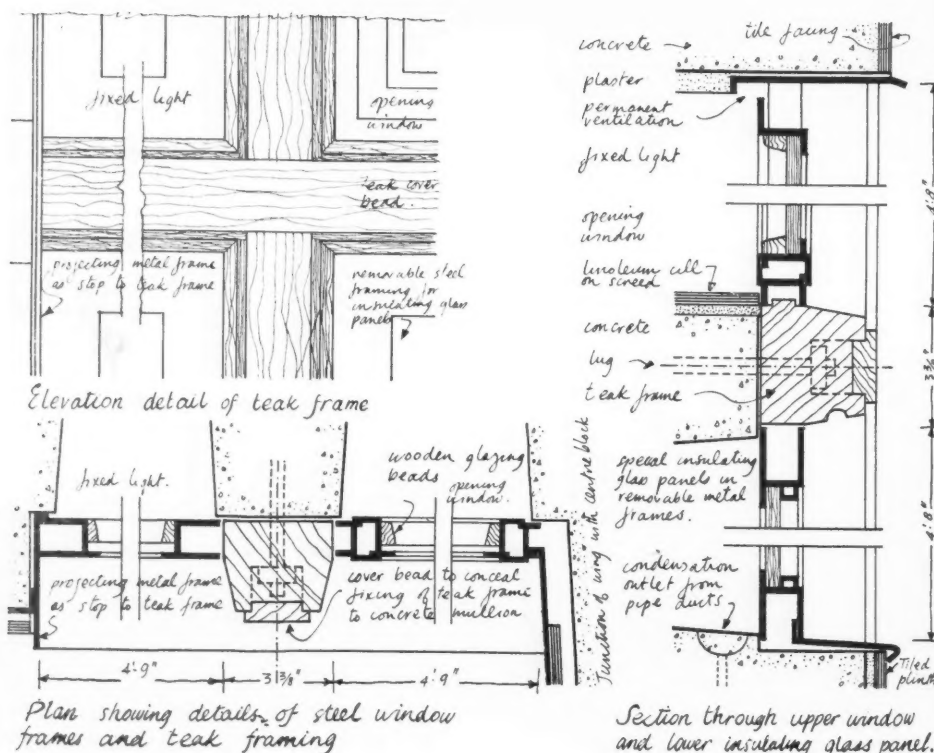 fixed light
opening
window
teak cover
bead.
projecting metal frame
as stop to teak frame
removable steel
framing for
insulating glass
panels
Elevation detail of teak frame
fixed light.
wooden glazing
beads
opening
window.
projecting metal frame
as stop to teak frame
cover bead to conceal
fixing of teak frame
to concrete mullion
Junction of wing with centre block
4'·9"
3 1/8"
4'·9"
Plan showing details of steel window
frames and teak framing
concrete
tile facing
plaster
permanent
ventilation
fixed light
opening
window
linoleum cill
on screed
concrete
lug
teak frame
special insulating
glass panels in
removable metal
frames.
condensation
outlet from
pipe ducts
4'·8"
4'·8"
Tiled
plinth
Section through upper window
and lower insulating glass panel.